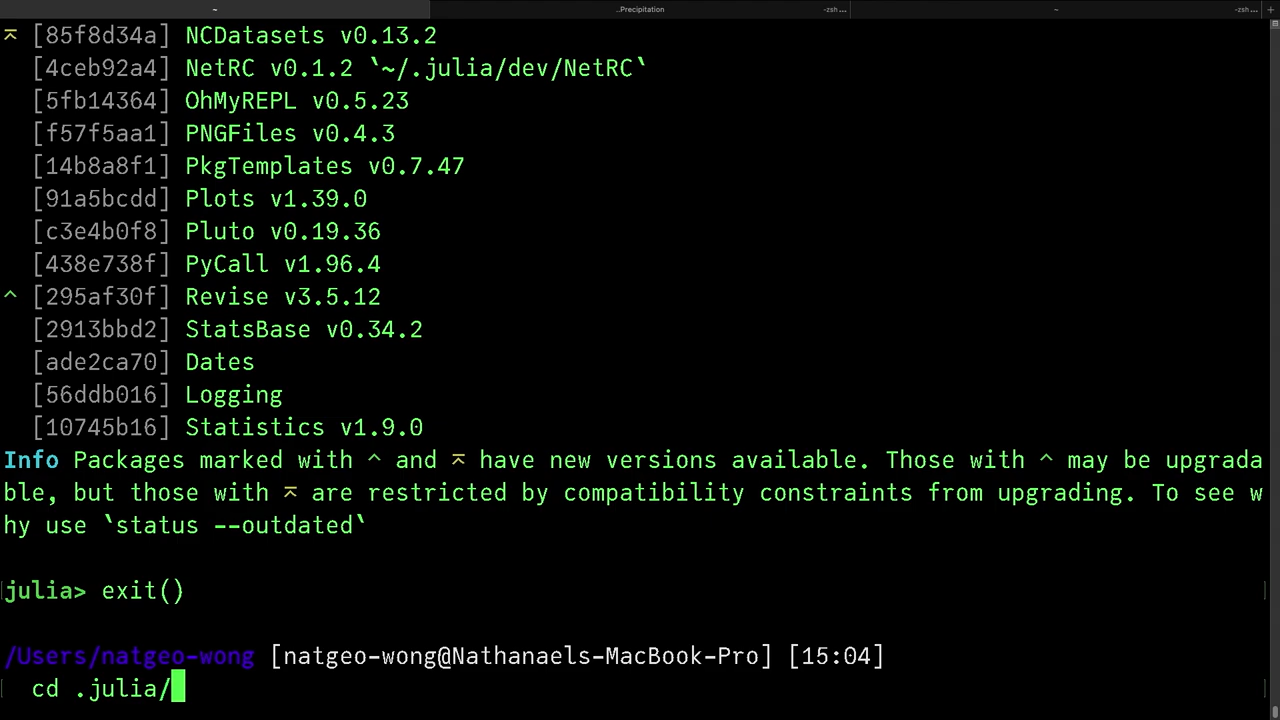 ~ ..Precipitation -zsh ... ~ -zsh ... +
⌅ [85f8d34a] NCDatasets v0.13.2
[4ceb92a4] NetRC v0.1.2 `~/.julia/dev/NetRC`
[5fb14364] OhMyREPL v0.5.23
[f57f5aa1] PNGFiles v0.4.3
[14b8a8f1] PkgTemplates v0.7.47
[91a5bcdd] Plots v1.39.0
[c3e4b0f8] Pluto v0.19.36
[438e738f] PyCall v1.96.4
^ [295af30f] Revise v3.5.12
[2913bbd2] StatsBase v0.34.2
[ade2ca70] Dates
[56ddb016] Logging
[10745b16] Statistics v1.9.0
Info Packages marked with ^ and ⌅ have new versions available. Those with ^ may be upgrada
ble, but those with ⌅ are restricted by compatibility constraints from upgrading. To see w
hy use `status --outdated`
julia> exit()
/Users/natgeo-wong [natgeo-wong@Nathanaels-MacBook-Pro] [15:04]
cd .julia/